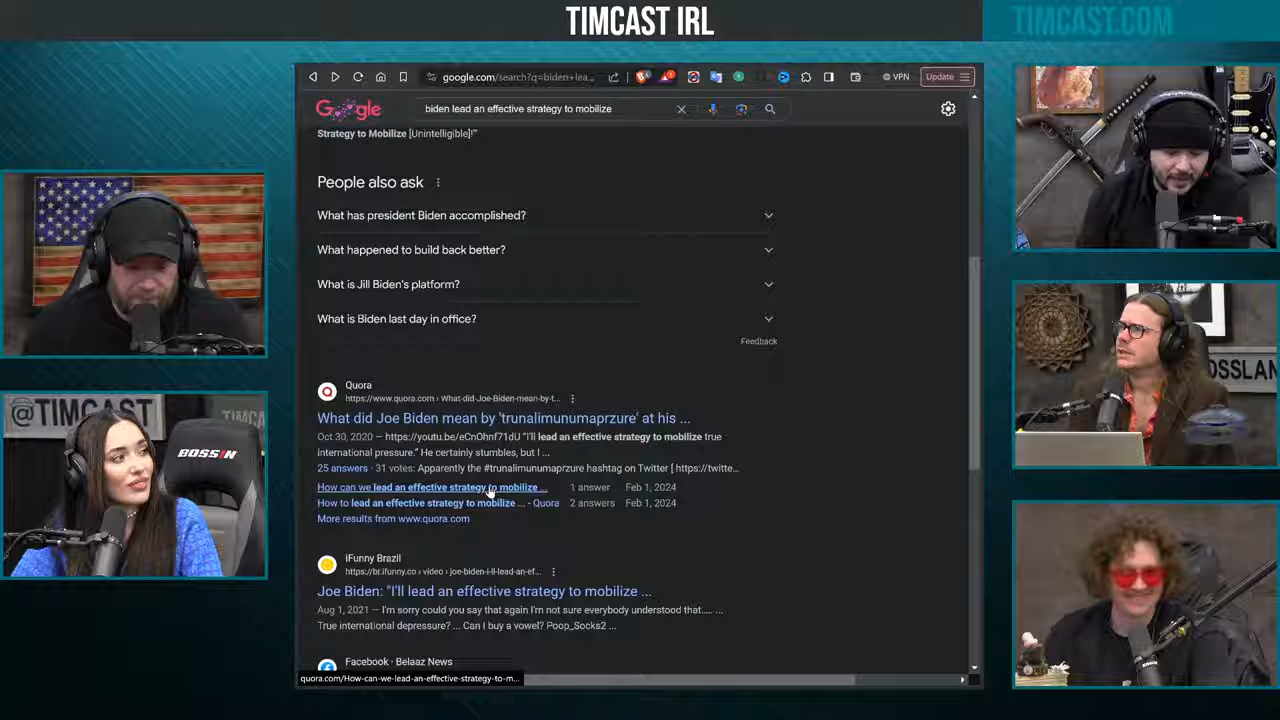 TIMCAST IRL
TIMCAST.COM
google.com/search?q=biden+lea...
VPN
Update
Google
biden lead an effective strategy to mobilize
Strategy to Mobilize [Unintelligible]!"
People also ask
What has president Biden accomplished?
What happened to build back better?
What is Jill Biden's platform?
What is Biden last day in office?
Feedback
Quora
https://www.quora.com › What-did-Joe-Biden-mean-by-t...
What did Joe Biden mean by 'trunalimunumaprzure' at his ...
Oct 30, 2020 — https://youtu.be/eCnOhnf71dU "I'll lead an effective strategy to mobilize true
international pressure." He certainly stumbles, but I ...
25 answers · 31 votes: Apparently the #trunalimunumaprzure hashtag on Twitter [ https://twitte...
How can we lead an effective strategy to mobilize ... 1 answer Feb 1, 2024
How to lead an effective strategy to mobilize ... - Quora 2 answers Feb 1, 2024
More results from www.quora.com
iFunny Brazil
https://br.ifunny.co › video › joe-biden-i-ll-lead-an-ef...
Joe Biden: "I'll lead an effective strategy to mobilize ...
Aug 1, 2021 — I'm sorry could you say that again I'm not sure everybody understood that..... ...
True international depressure? ... Can I buy a vowel? Poop_Socks2 ...
Facebook · Belaaz News
quora.com/How-can-we-lead-an-effective-strategy-to-m...
@TIMCAST
TIMCA
BOSSIN
OSSLAN